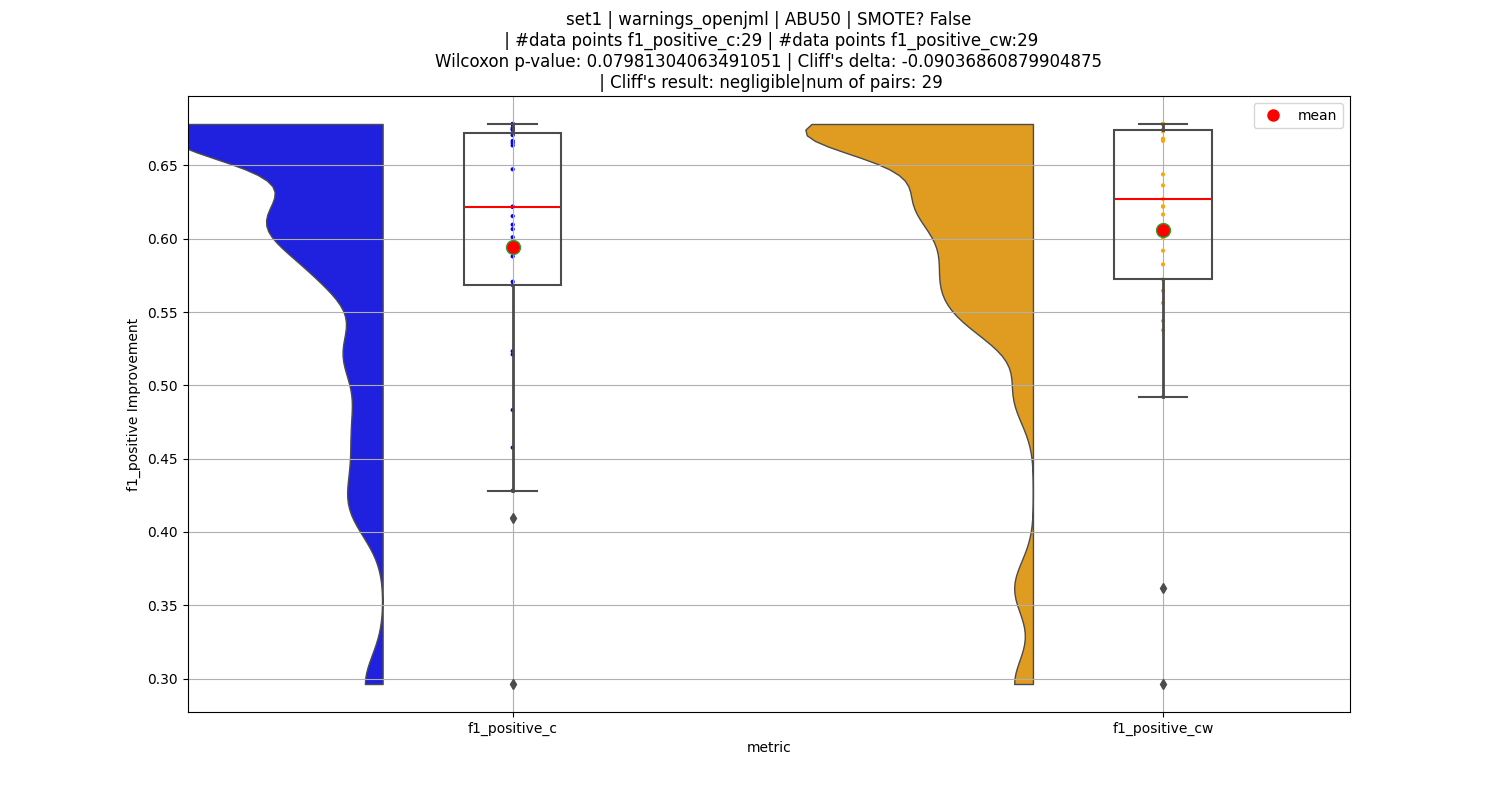 set1 | warnings_openjml | ABU50 | SMOTE? False
| #data points f1_positive_c:29 | #data points f1_positive_cw:29
Wilcoxon p-value: 0.07981304063491051 | Cliff's delta: -0.09036860879904875
| Cliff's result: negligible|num of pairs: 29
mean
0.65
0.60
0.55
0.50
0.45
0.40
0.35
0.30
f1_positive Improvement
f1_positive_c
f1_positive_cw
metric